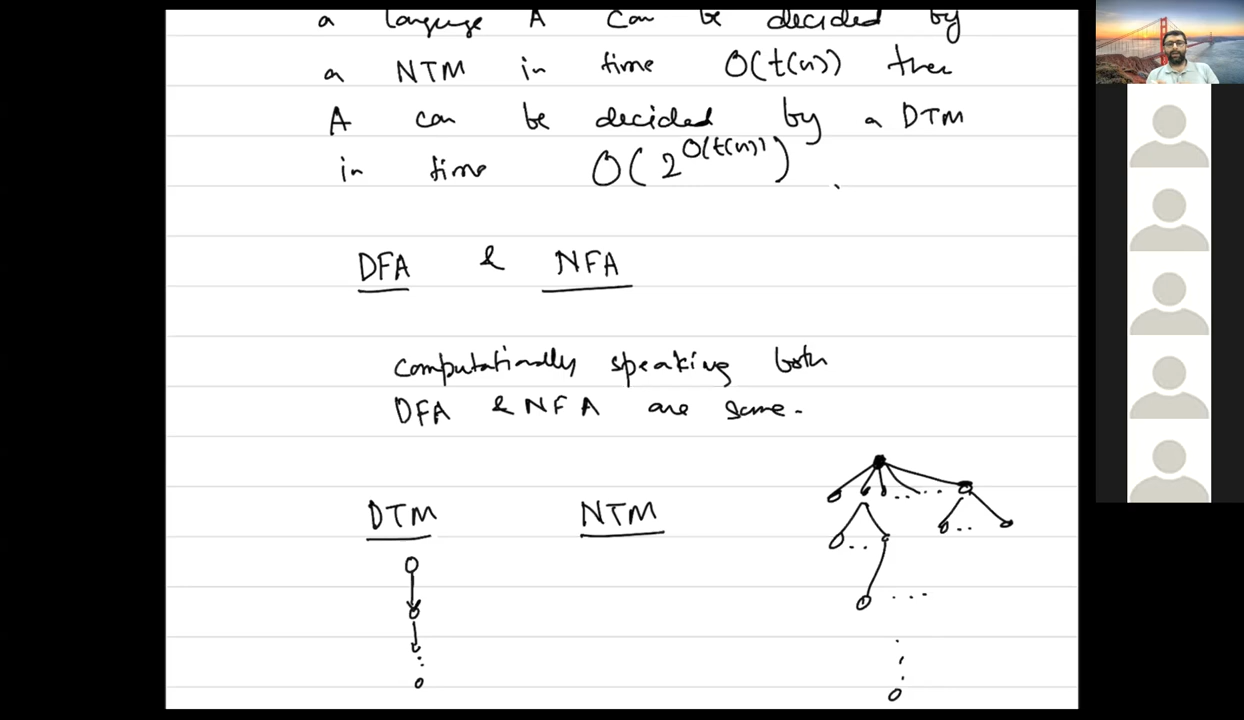 a language A can be decided by
a NTM in time O(t(n)) then
A can be decided by a DTM
in time O(2^O(t(n))).
DFA & NFA
computationally speaking both
DFA & NFA are same.
DTM NTM